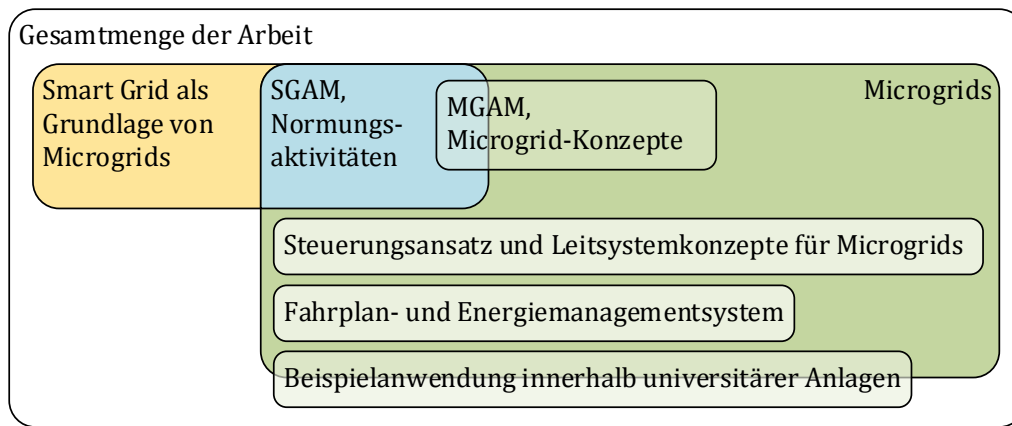 Gesamtmenge der Arbeit
Smart Grid als
Grundlage von
Microgrids
SGAM,
Normungs-
aktivitäten
MGAM,
Microgrid-Konzepte
Microgrids
Steuerungsansatz und Leitsystemkonzepte für Microgrids
Fahrplan- und Energiemanagementsystem
Beispielanwendung innerhalb universitärer Anlagen